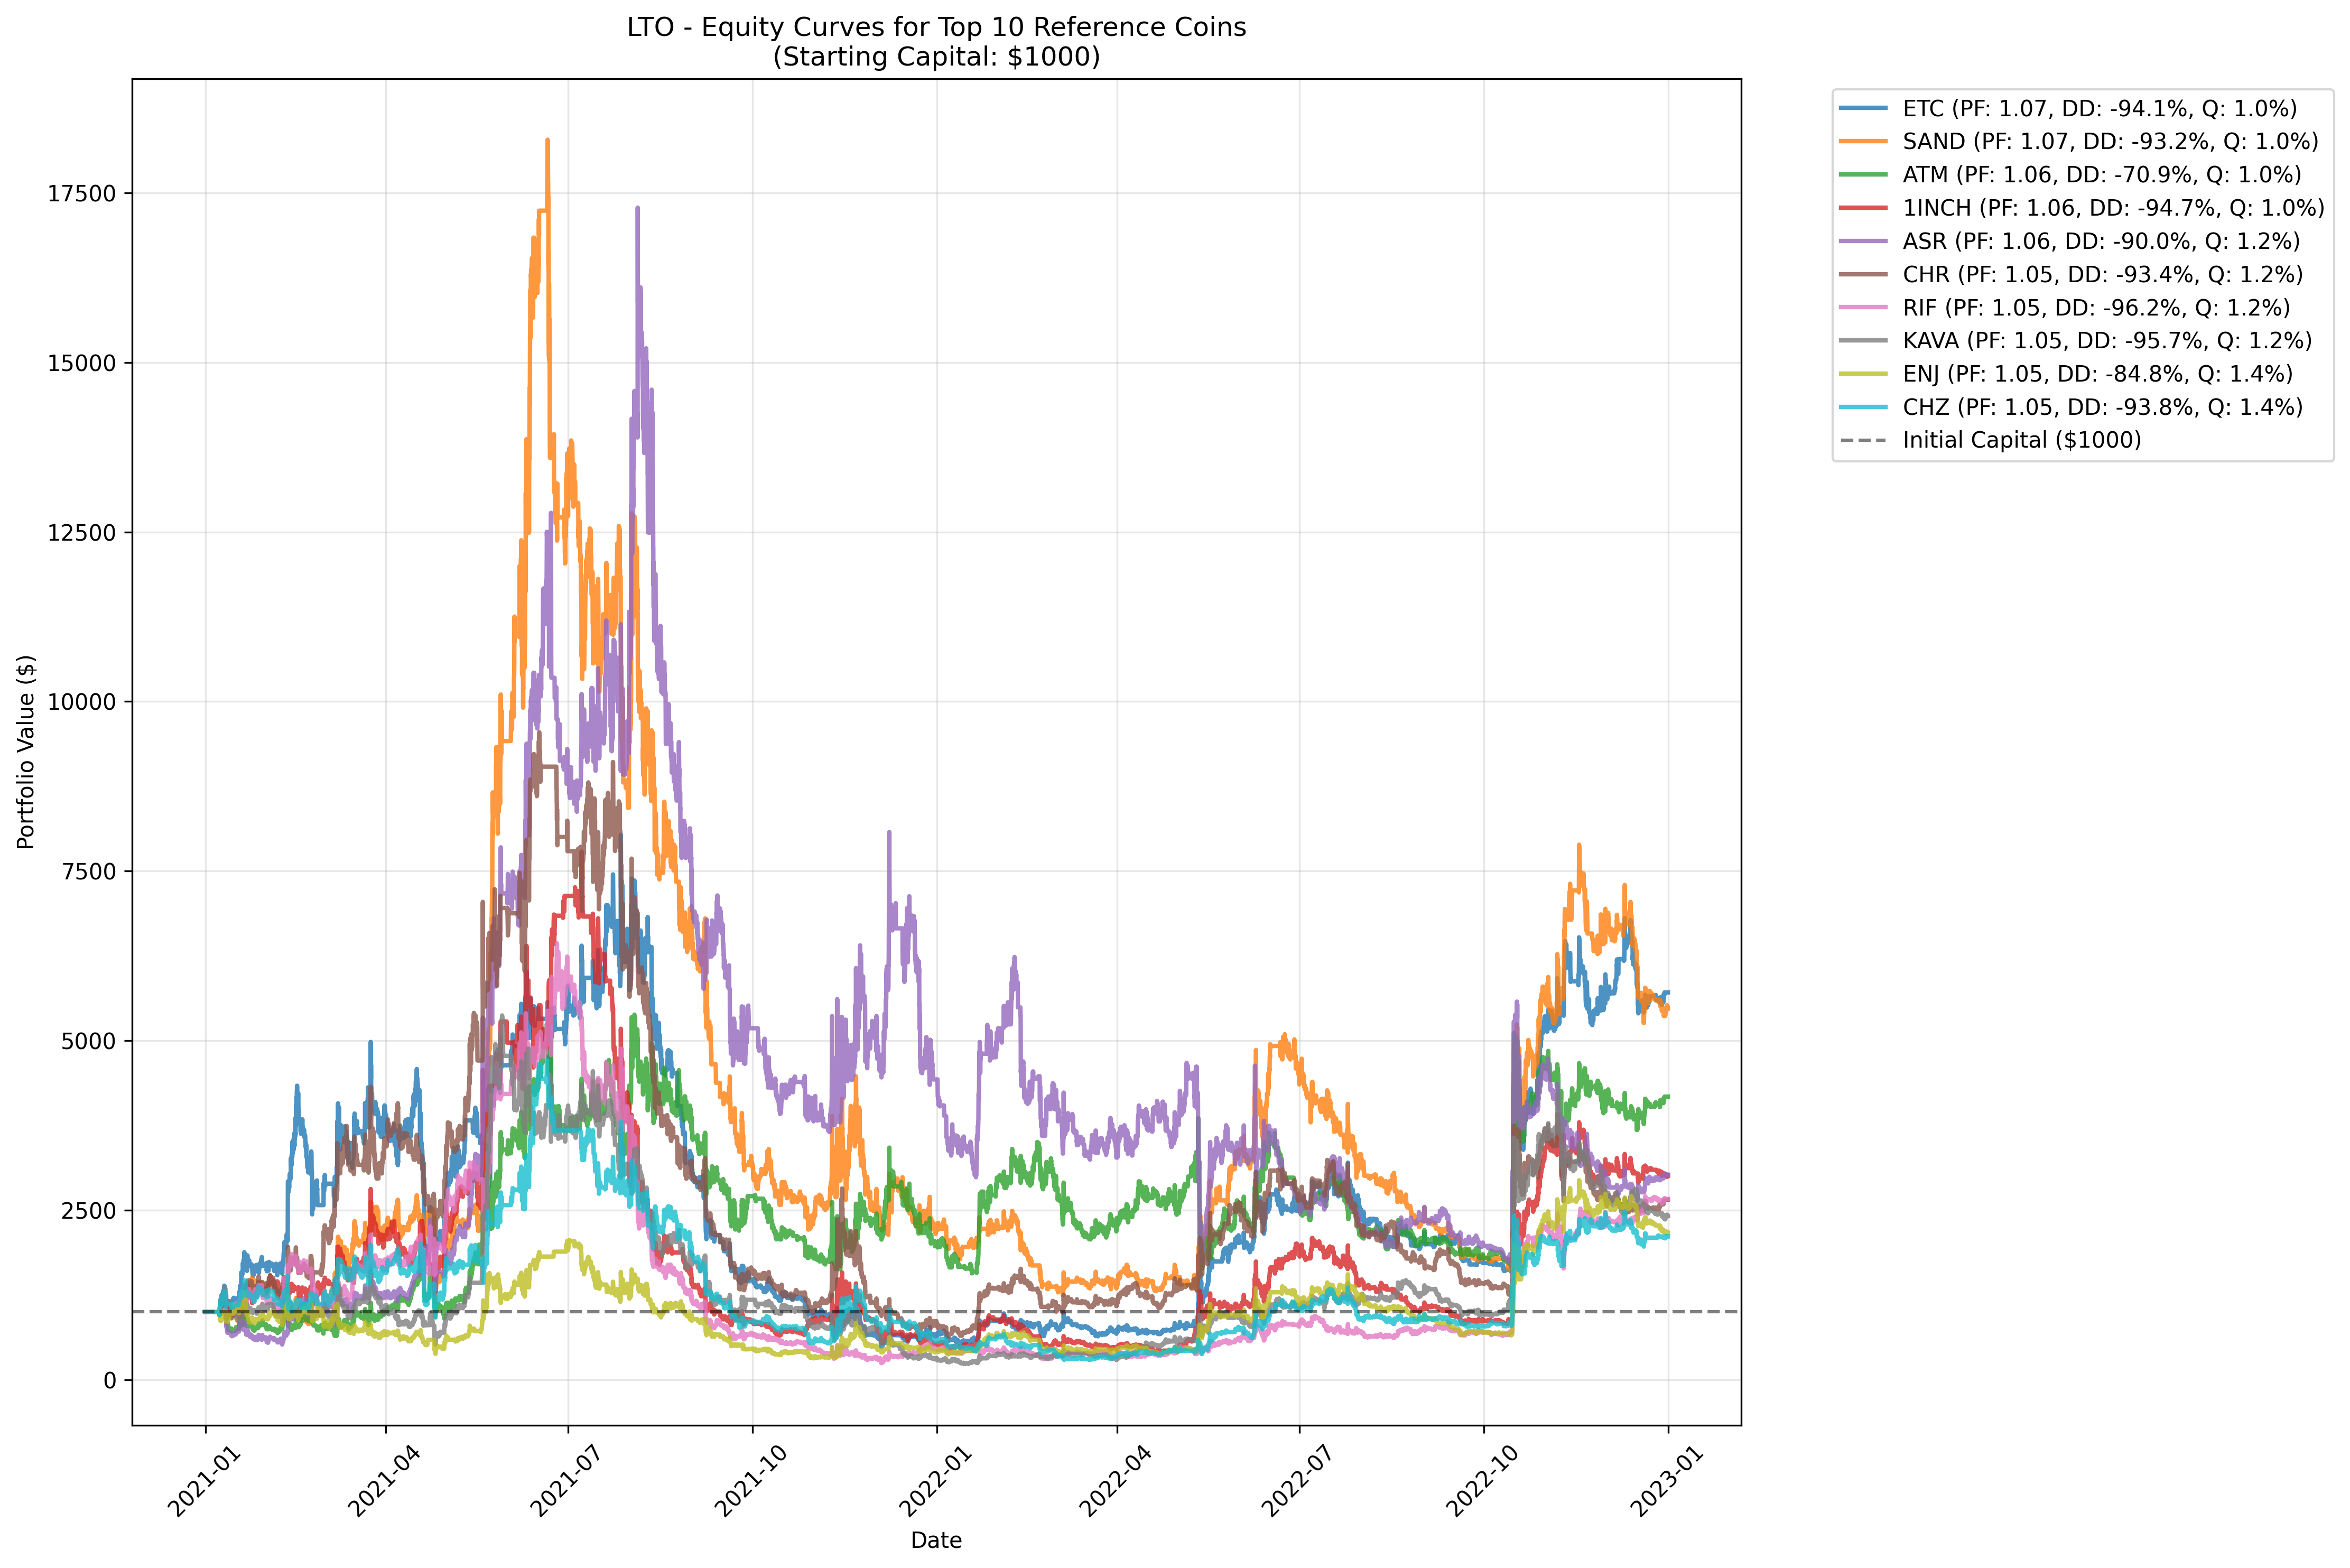 LTO - Equity Curves for Top 10 Reference Coins
(Starting Capital: $1000)
ETC (PF: 1.07, DD: -94.1%, Q: 1.0%)
SAND (PF: 1.07, DD: -93.2%, Q: 1.0%)
ATM (PF: 1.06, DD: -70.9%, Q: 1.0%)
1INCH (PF: 1.06, DD: -94.7%, Q: 1.0%)
ASR (PF: 1.06, DD: -90.0%, Q: 1.2%)
CHR (PF: 1.05, DD: -93.4%, Q: 1.2%)
RIF (PF: 1.05, DD: -96.2%, Q: 1.2%)
KAVA (PF: 1.05, DD: -95.7%, Q: 1.2%)
ENJ (PF: 1.05, DD: -84.8%, Q: 1.4%)
CHZ (PF: 1.05, DD: -93.8%, Q: 1.4%)
Initial Capital ($1000)
Portfolio Value ($)
17500
15000
12500
10000
7500
5000
2500
0
2021-01
2021-04
2021-07
2021-10
2022-01
2022-04
2022-07
2022-10
2023-01
Date